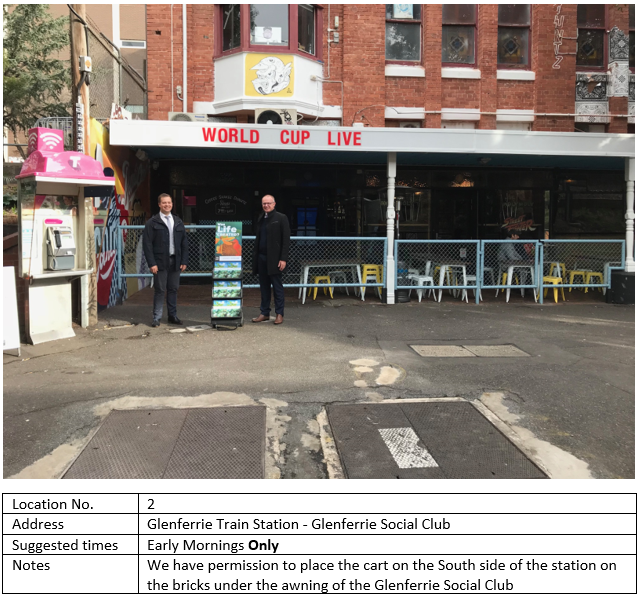 WORLD CUP LIVE
Life
Location No. 2
Address Glenferrie Train Station - Glenferrie Social Club
Suggested times Early Mornings Only
Notes We have permission to place the cart on the South side of the station on
the bricks under the awning of the Glenferrie Social Club